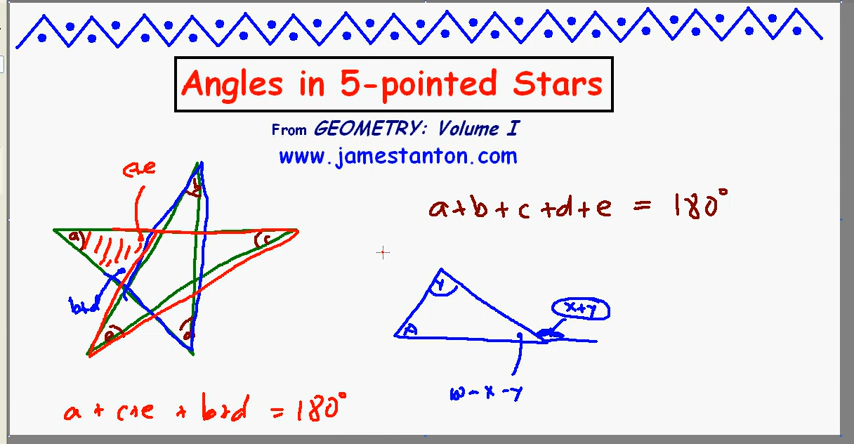 Angles in 5-pointed Stars
From GEOMETRY: Volume I
www.jamestanton.com
a+b+c+d+e = 180°
c+e
b
a
c
b+d
e
d
y
x
x+y
180-x-y
a + c+e + b+d = 180°